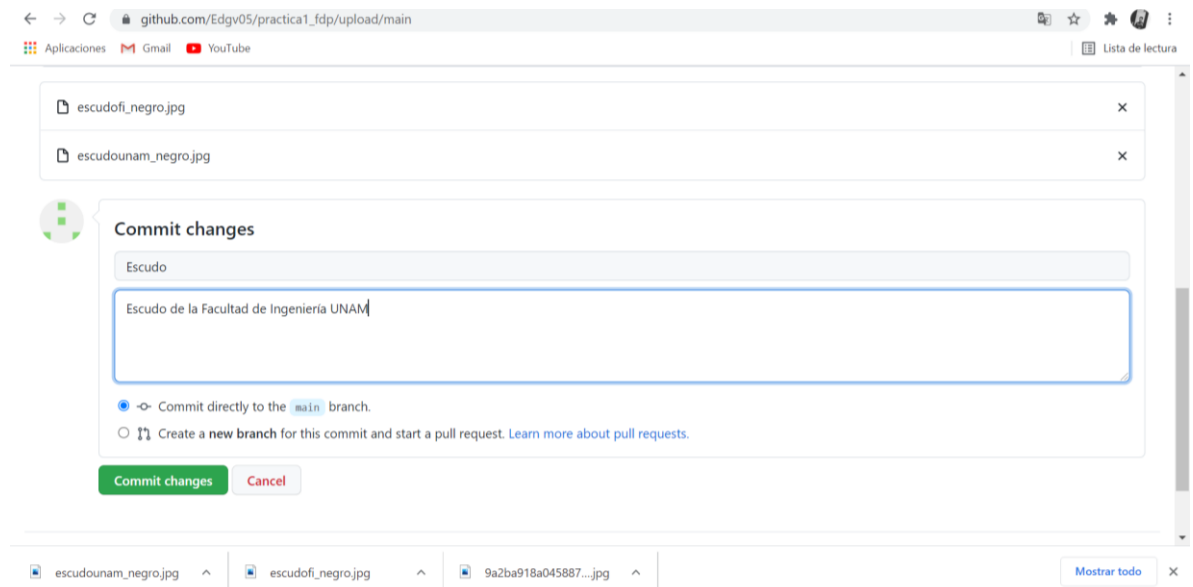 github.com/Edgv05/practica1_fdp/upload/main
Aplicaciones Gmail YouTube Lista de lectura
escudofi_negro.jpg
escudounam_negro.jpg
Commit changes
Escudo
Escudo de la Facultad de Ingeniería UNAM
Commit directly to the main branch.
Create a new branch for this commit and start a pull request. Learn more about pull requests.
Commit changes Cancel
escudounam_negro.jpg escudofi_negro.jpg 9a2ba918a045887....jpg Mostrar todo